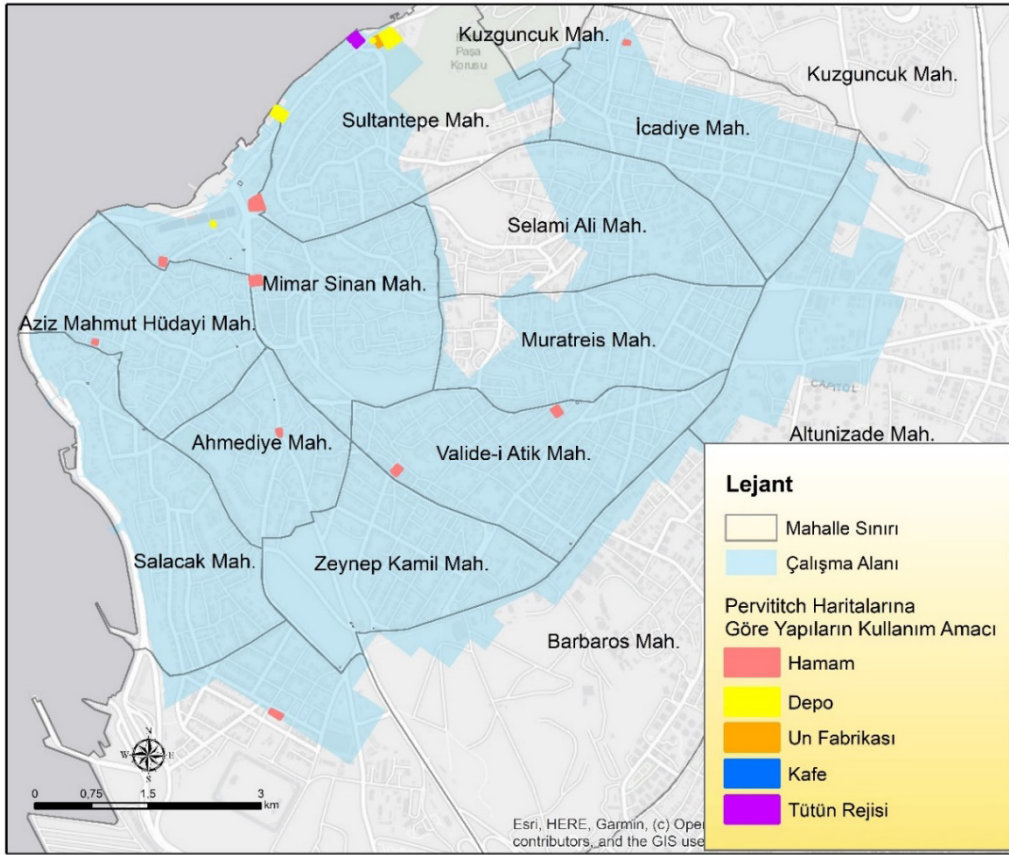 Kuzguncuk Mah.
Paşa
Korusu
Kuzguncuk Mah.
Sultantepe Mah.
İcadiye Mah.
Selami Ali Mah.
Mimar Sinan Mah.
Aziz Mahmut Hüdayi Mah.
Muratreis Mah.
CAPITOL
Ahmediye Mah.
Valide-i Atik Mah.
Altunizade Mah.
Salacak Mah.
Zeynep Kamil Mah.
Barbaros Mah.
Lejant
Mahalle Sınırı
Çalışma Alanı
Pervititch Haritalarına
Göre Yapıların Kullanım Amacı
Hamam
Depo
Un Fabrikası
Kafe
Tütün Rejisi
N
W E
S
0 0,75 1,5 3
km
Esri, HERE, Garmin, (c) Oper
contributors, and the GIS use